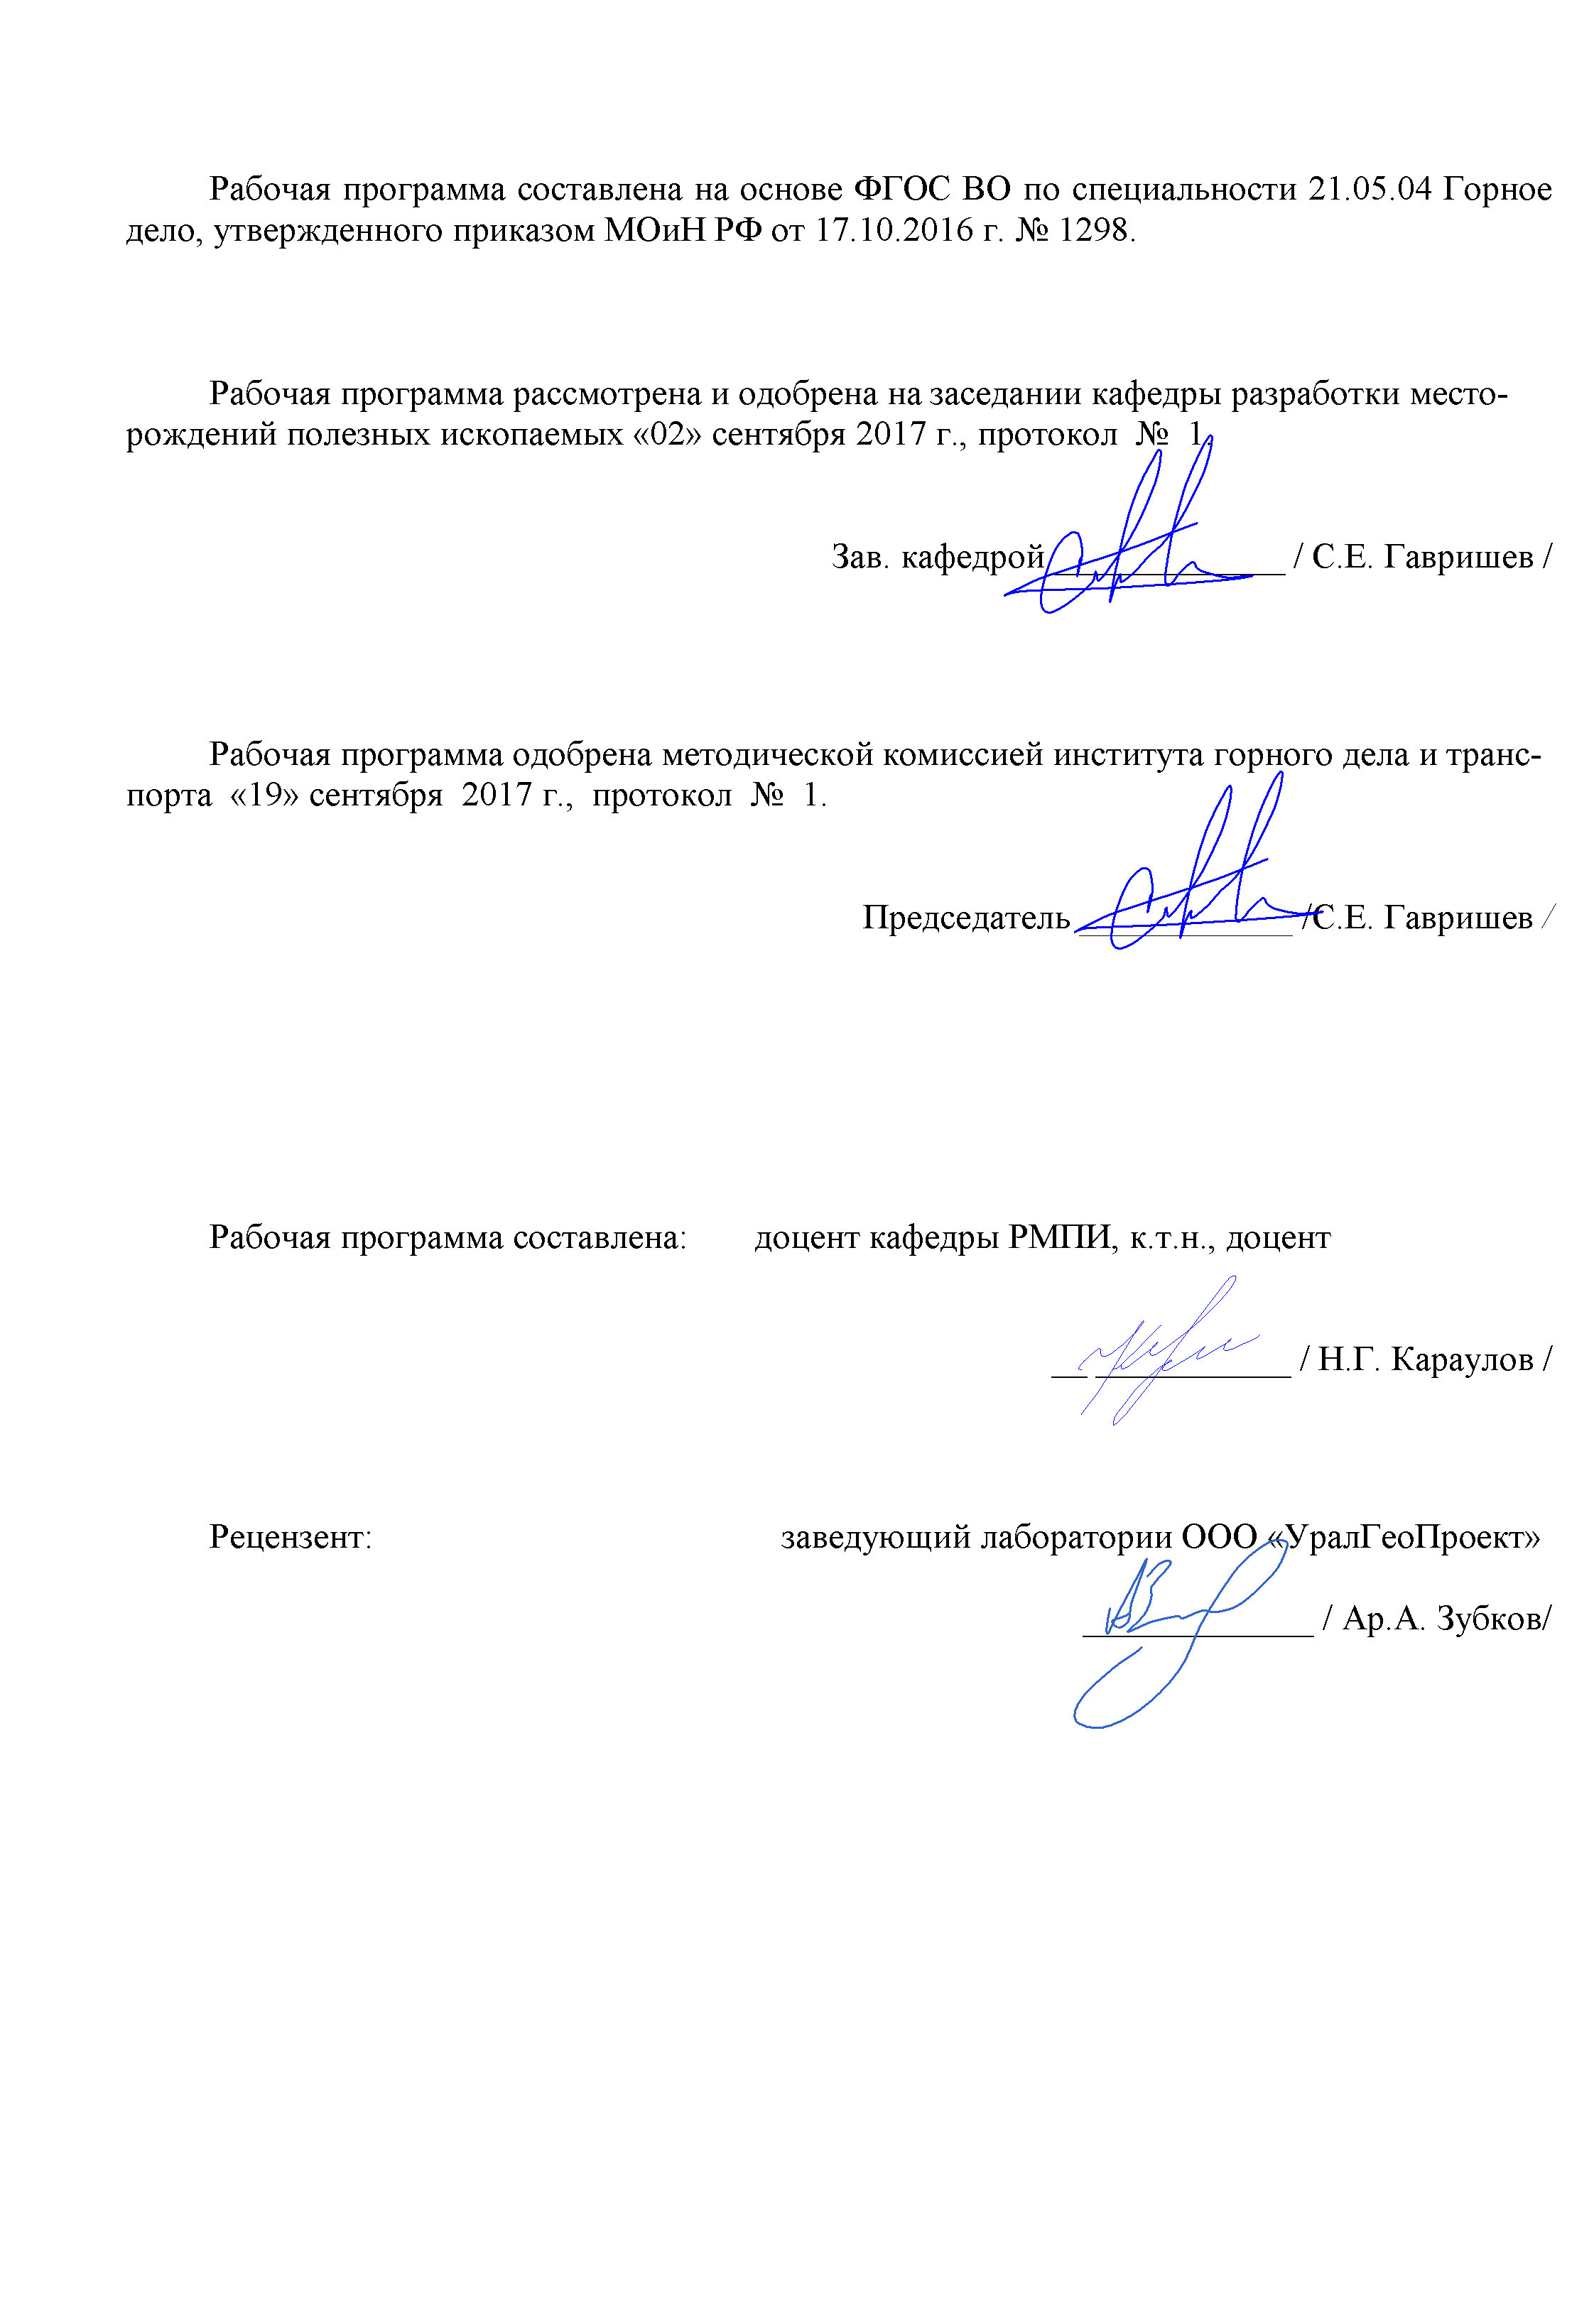 Рабочая программа составлена на основе ФГОС ВО по специальности 21.05.04 Горное
дело, утвержденного приказом МОиН РФ от 17.10.2016 г. № 1298.
Рабочая программа рассмотрена и одобрена на заседании кафедры разработки место-
рождений полезных ископаемых «02» сентября 2017 г., протокол № 1.
Зав. кафедрой / С.Е. Гавришев /
Рабочая программа одобрена методической комиссией института горного дела и транс-
порта «19» сентября 2017 г., протокол № 1.
Председатель /С.Е. Гавришев /
Рабочая программа составлена: доцент кафедры РМПИ, к.т.н., доцент
/ Н.Г. Караулов /
Рецензент: заведующий лаборатории ООО «УралГеоПроект»
/ Ар.А. Зубков/